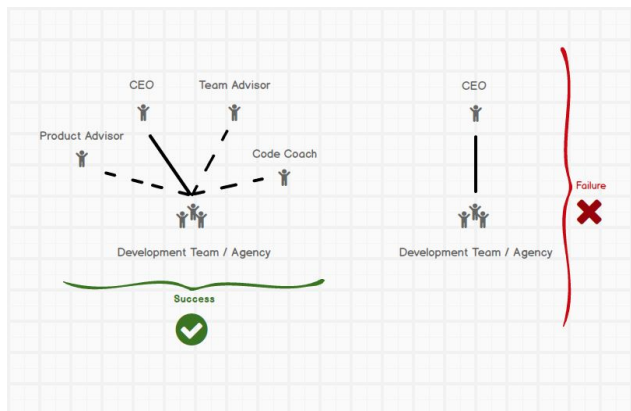 CEO
Team Advisor
Product Advisor
Code Coach
Development Team / Agency
Success
CEO
Development Team / Agency
Failure